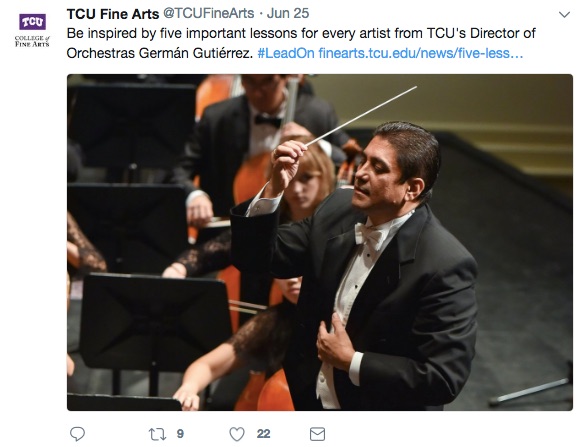 TCU Fine Arts @TCUFineArts · Jun 25
TCU
COLLEGE of
FINE ARTS
Be inspired by five important lessons for every artist from TCU's Director of
Orchestras Germán Gutiérrez. #LeadOn finearts.tcu.edu/news/five-less…
9
22